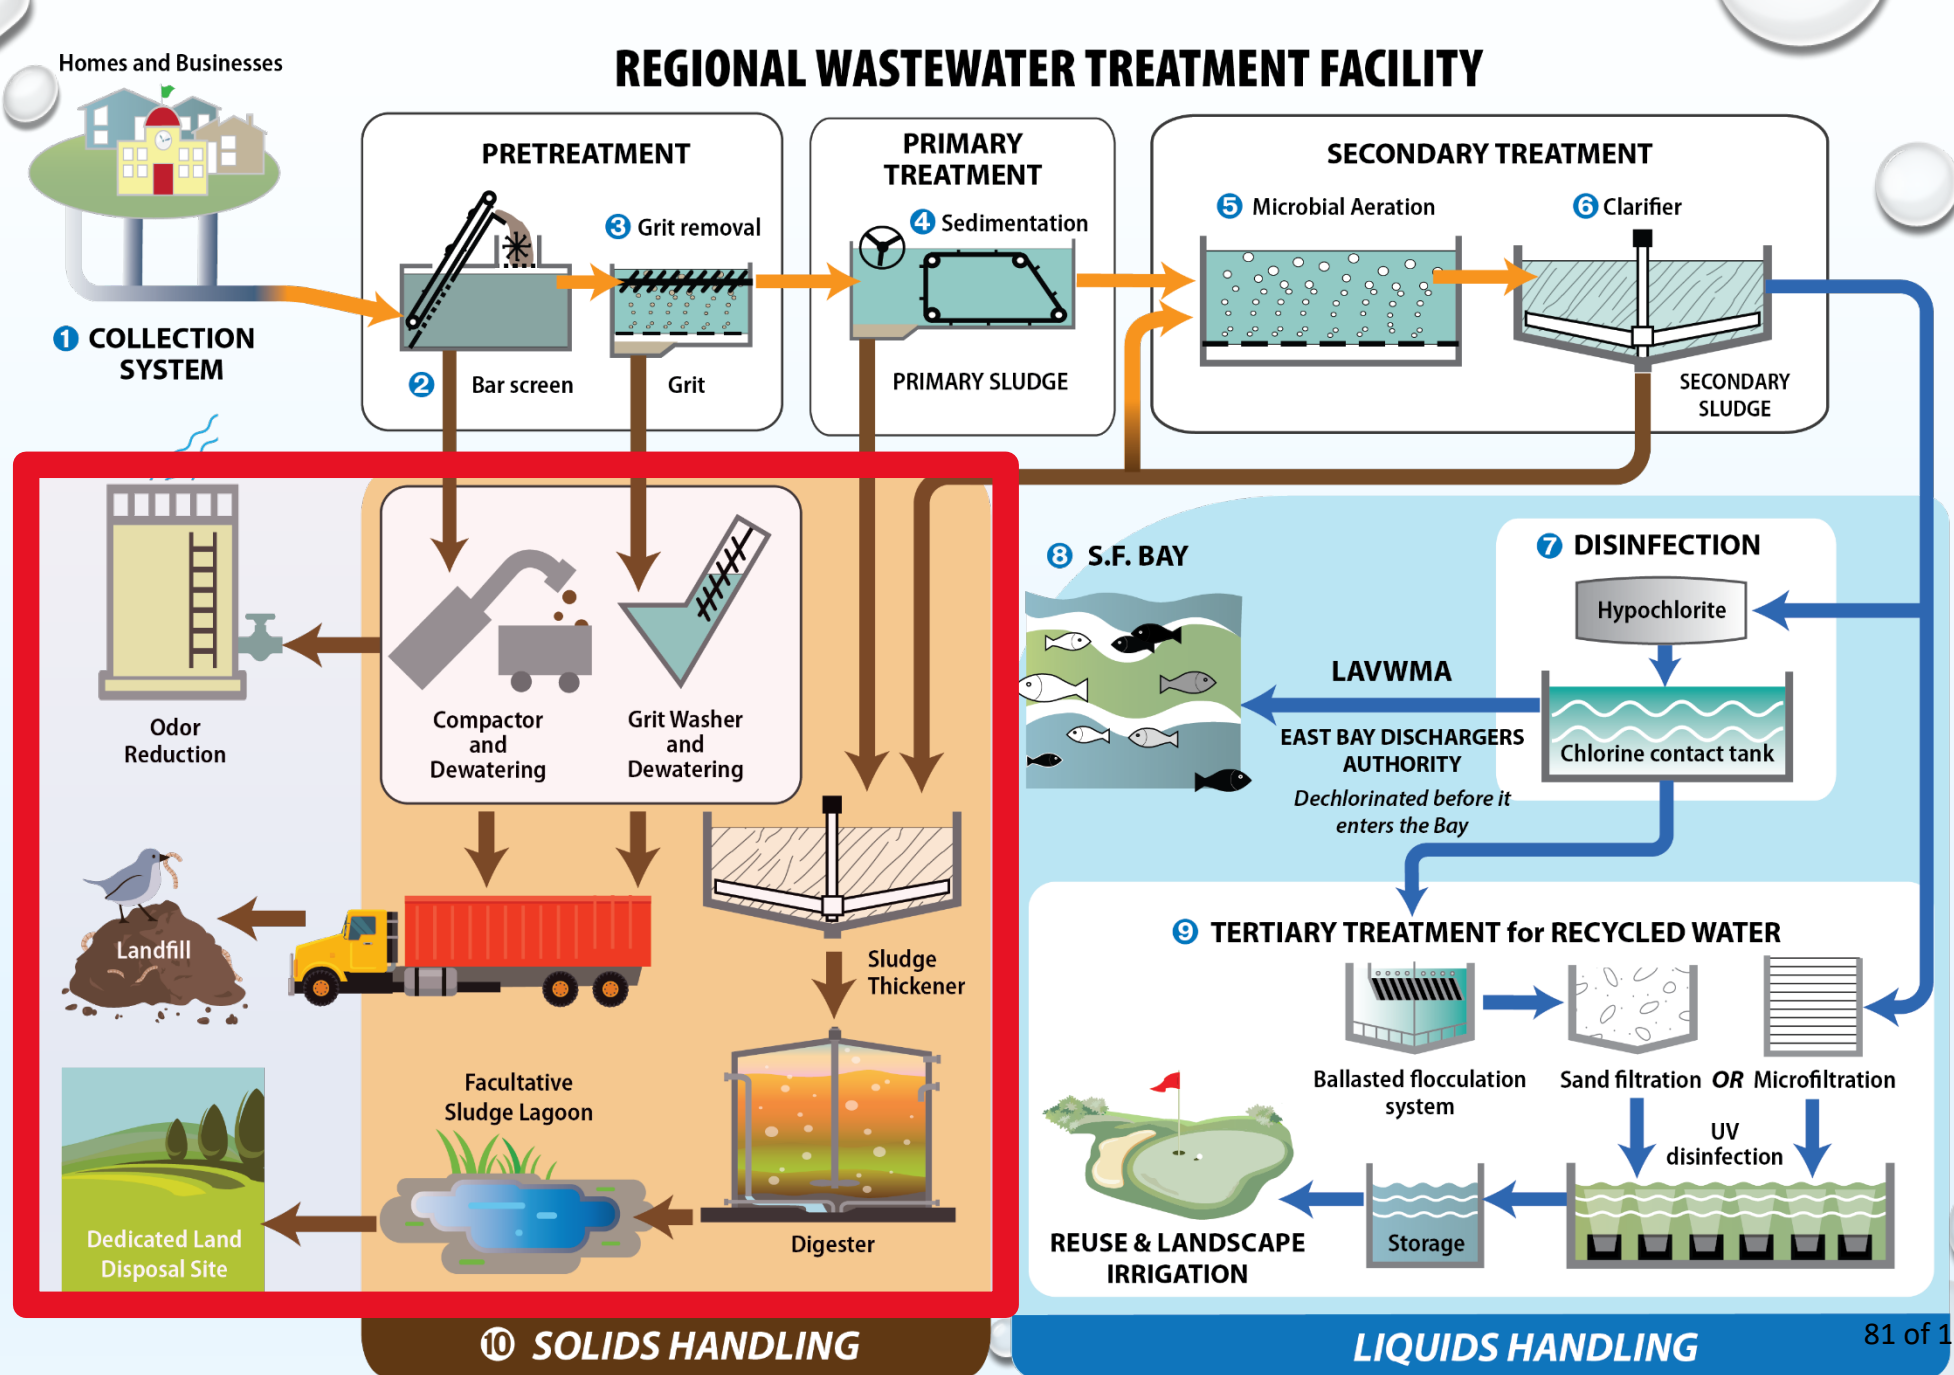 Homes and Businesses
REGIONAL WASTEWATER TREATMENT FACILITY
1 COLLECTION
SYSTEM
PRETREATMENT
3 Grit removal
2 Bar screen
Grit
PRIMARY
TREATMENT
4 Sedimentation
PRIMARY SLUDGE
SECONDARY TREATMENT
5 Microbial Aeration
6 Clarifier
SECONDARY
SLUDGE
Odor
Reduction
Compactor
and
Dewatering
Grit Washer
and
Dewatering
Landfill
Sludge
Thickener
Facultative
Sludge Lagoon
Digester
Dedicated Land
Disposal Site
10 SOLIDS HANDLING
8 S.F. BAY
7 DISINFECTION
Hypochlorite
Chlorine contact tank
LAVWMA
EAST BAY DISCHARGERS
AUTHORITY
Dechlorinated before it
enters the Bay
9 TERTIARY TREATMENT for RECYCLED WATER
Ballasted flocculation
system
Sand filtration OR Microfiltration
UV
disinfection
Storage
REUSE & LANDSCAPE
IRRIGATION
LIQUIDS HANDLING
81 of 1